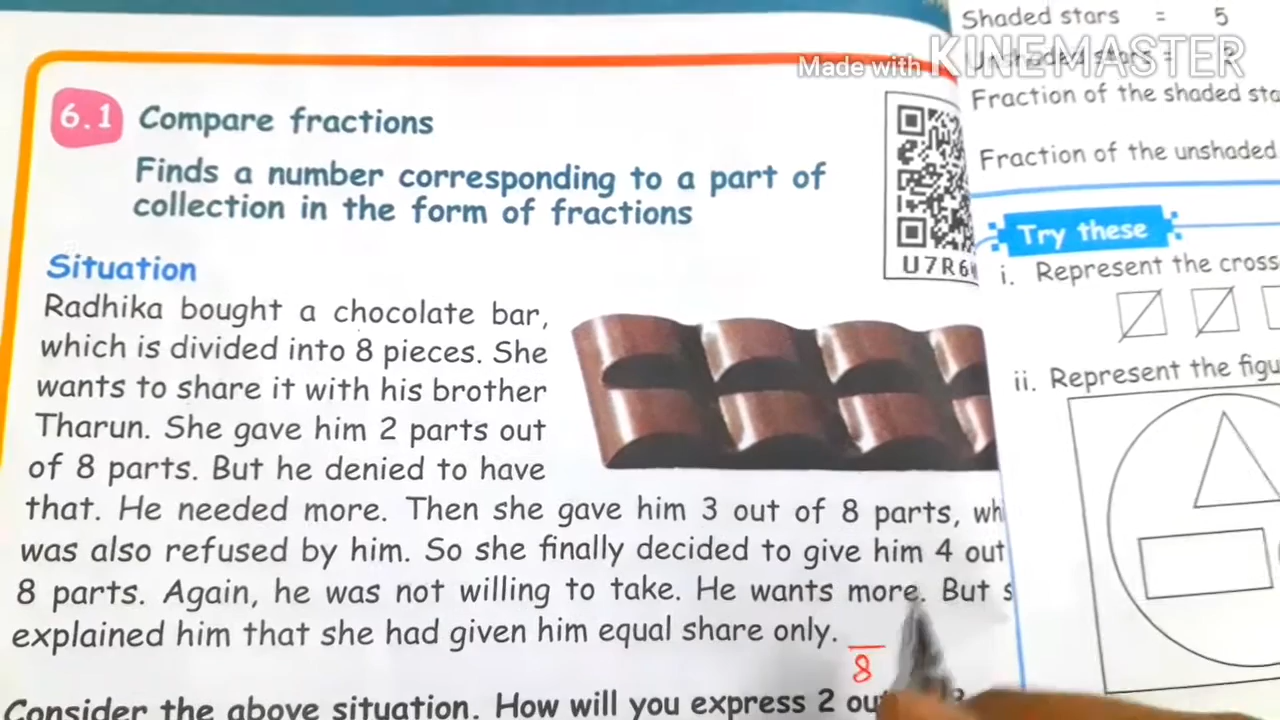 6.1 Compare fractions
Finds a number corresponding to a part of
collection in the form of fractions
U7R6
Situation
Radhika bought a chocolate bar,
which is divided into 8 pieces. She
wants to share it with his brother
Tharun. She gave him 2 parts out
of 8 parts. But he denied to have
that. He needed more. Then she gave him 3 out of 8 parts, wh
was also refused by him. So she finally decided to give him 4 out
8 parts. Again, he was not willing to take. He wants more. But s
explained him that she had given him equal share only.
8
Consider the above situation. How will you express 2 ou
Shaded stars = 5
Unshaded stars =
Made with KINEMASTER
Fraction of the shaded sta
Fraction of the unshaded
Try these
i. Represent the cross
ii. Represent the figu